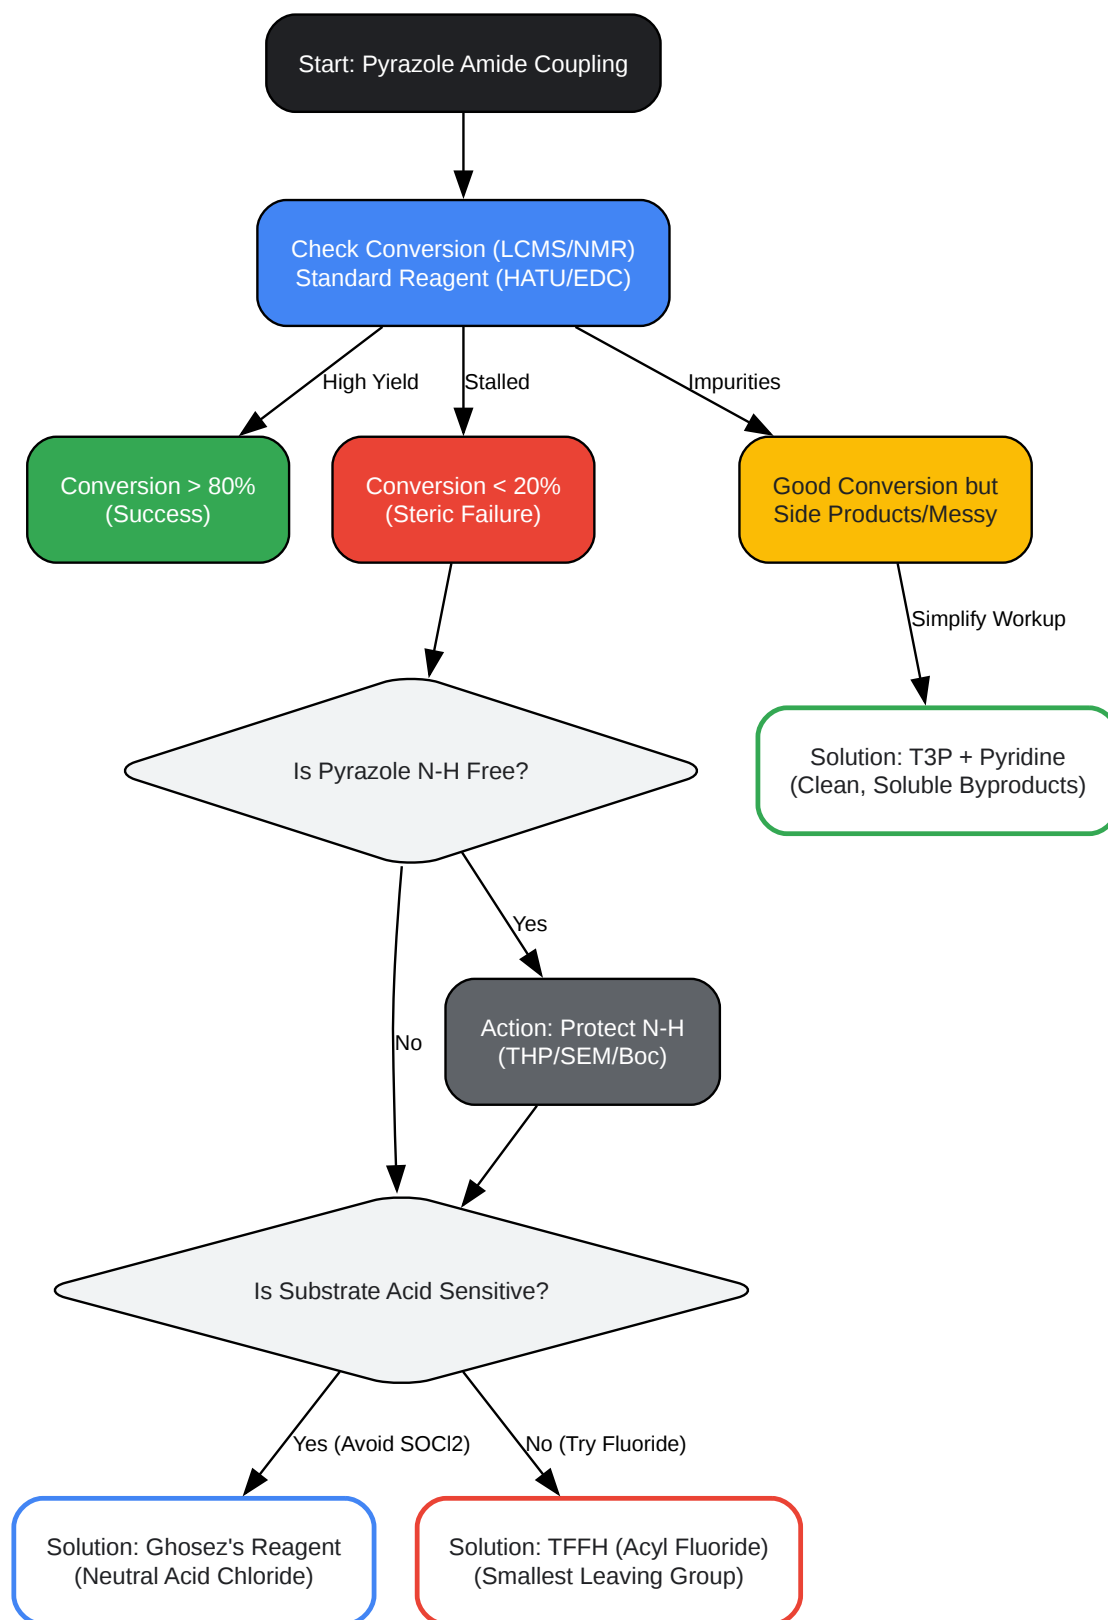 Start: Pyrazole Amide Coupling
Check Conversion (LCMS/NMR)
Standard Reagent (HATU/EDC)
High Yield
Stalled
Impurities
Conversion > 80%
(Success)
Conversion < 20%
(Steric Failure)
Good Conversion but
Side Products/Messy
Simplify Workup
Is Pyrazole N-H Free?
Solution: T3P + Pyridine
(Clean, Soluble Byproducts)
Yes
No
Action: Protect N-H
(THP/SEM/Boc)
Is Substrate Acid Sensitive?
Yes (Avoid SOCl2)
No (Try Fluoride)
Solution: Ghosez's Reagent
(Neutral Acid Chloride)
Solution: TFFH (Acyl Fluoride)
(Smallest Leaving Group)